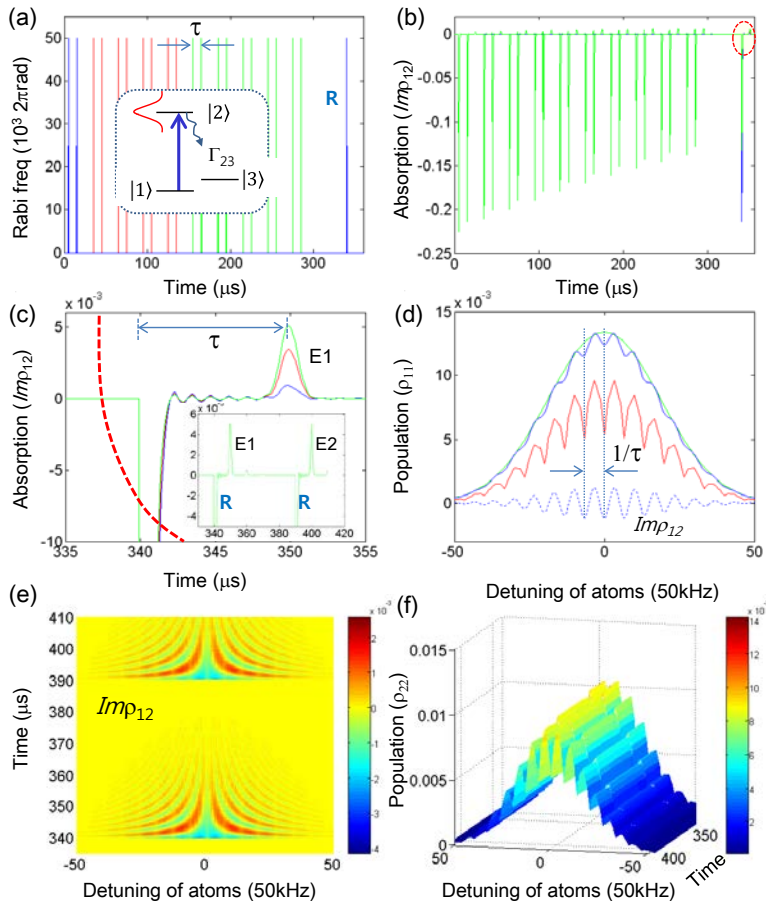 (a)
τ
R
|2⟩
Γ23
|1⟩
|3⟩
Rabi freq (10³ 2πrad)
50
40
30
20
10
0
0 100 200 300
Time (μs)
(b)
Absorption (Imρ12)
0
-0.05
-0.1
-0.15
-0.2
-0.25
0 100 200 300
Time (μs)
(c)
x 10⁻³
τ
E1
Absorption (Imρ12)
5
0
-5
-10
335 340 345 350 355
Time (μs)
E1 E2
R R
6
4
2
0
-2
-4
340 360 380 400 420
(d)
x 10⁻³
Population (ρ11)
15
10
5
0
1/τ
Imρ12
-50 0 50
Detuning of atoms (50kHz)
(e)
x 10⁻³
Time (μs)
410
400
390
380
370
360
350
340
Imρ12
2
1
0
-1
-2
-3
-4
-50 0 50
Detuning of atoms (50kHz)
(f)
x 10⁻³
Population (ρ22)
0.015
0.01
-0.005
0
14
12
10
8
6
4
2
0
50 0 -50
350
400
Time
Detuning of atoms (50kHz)